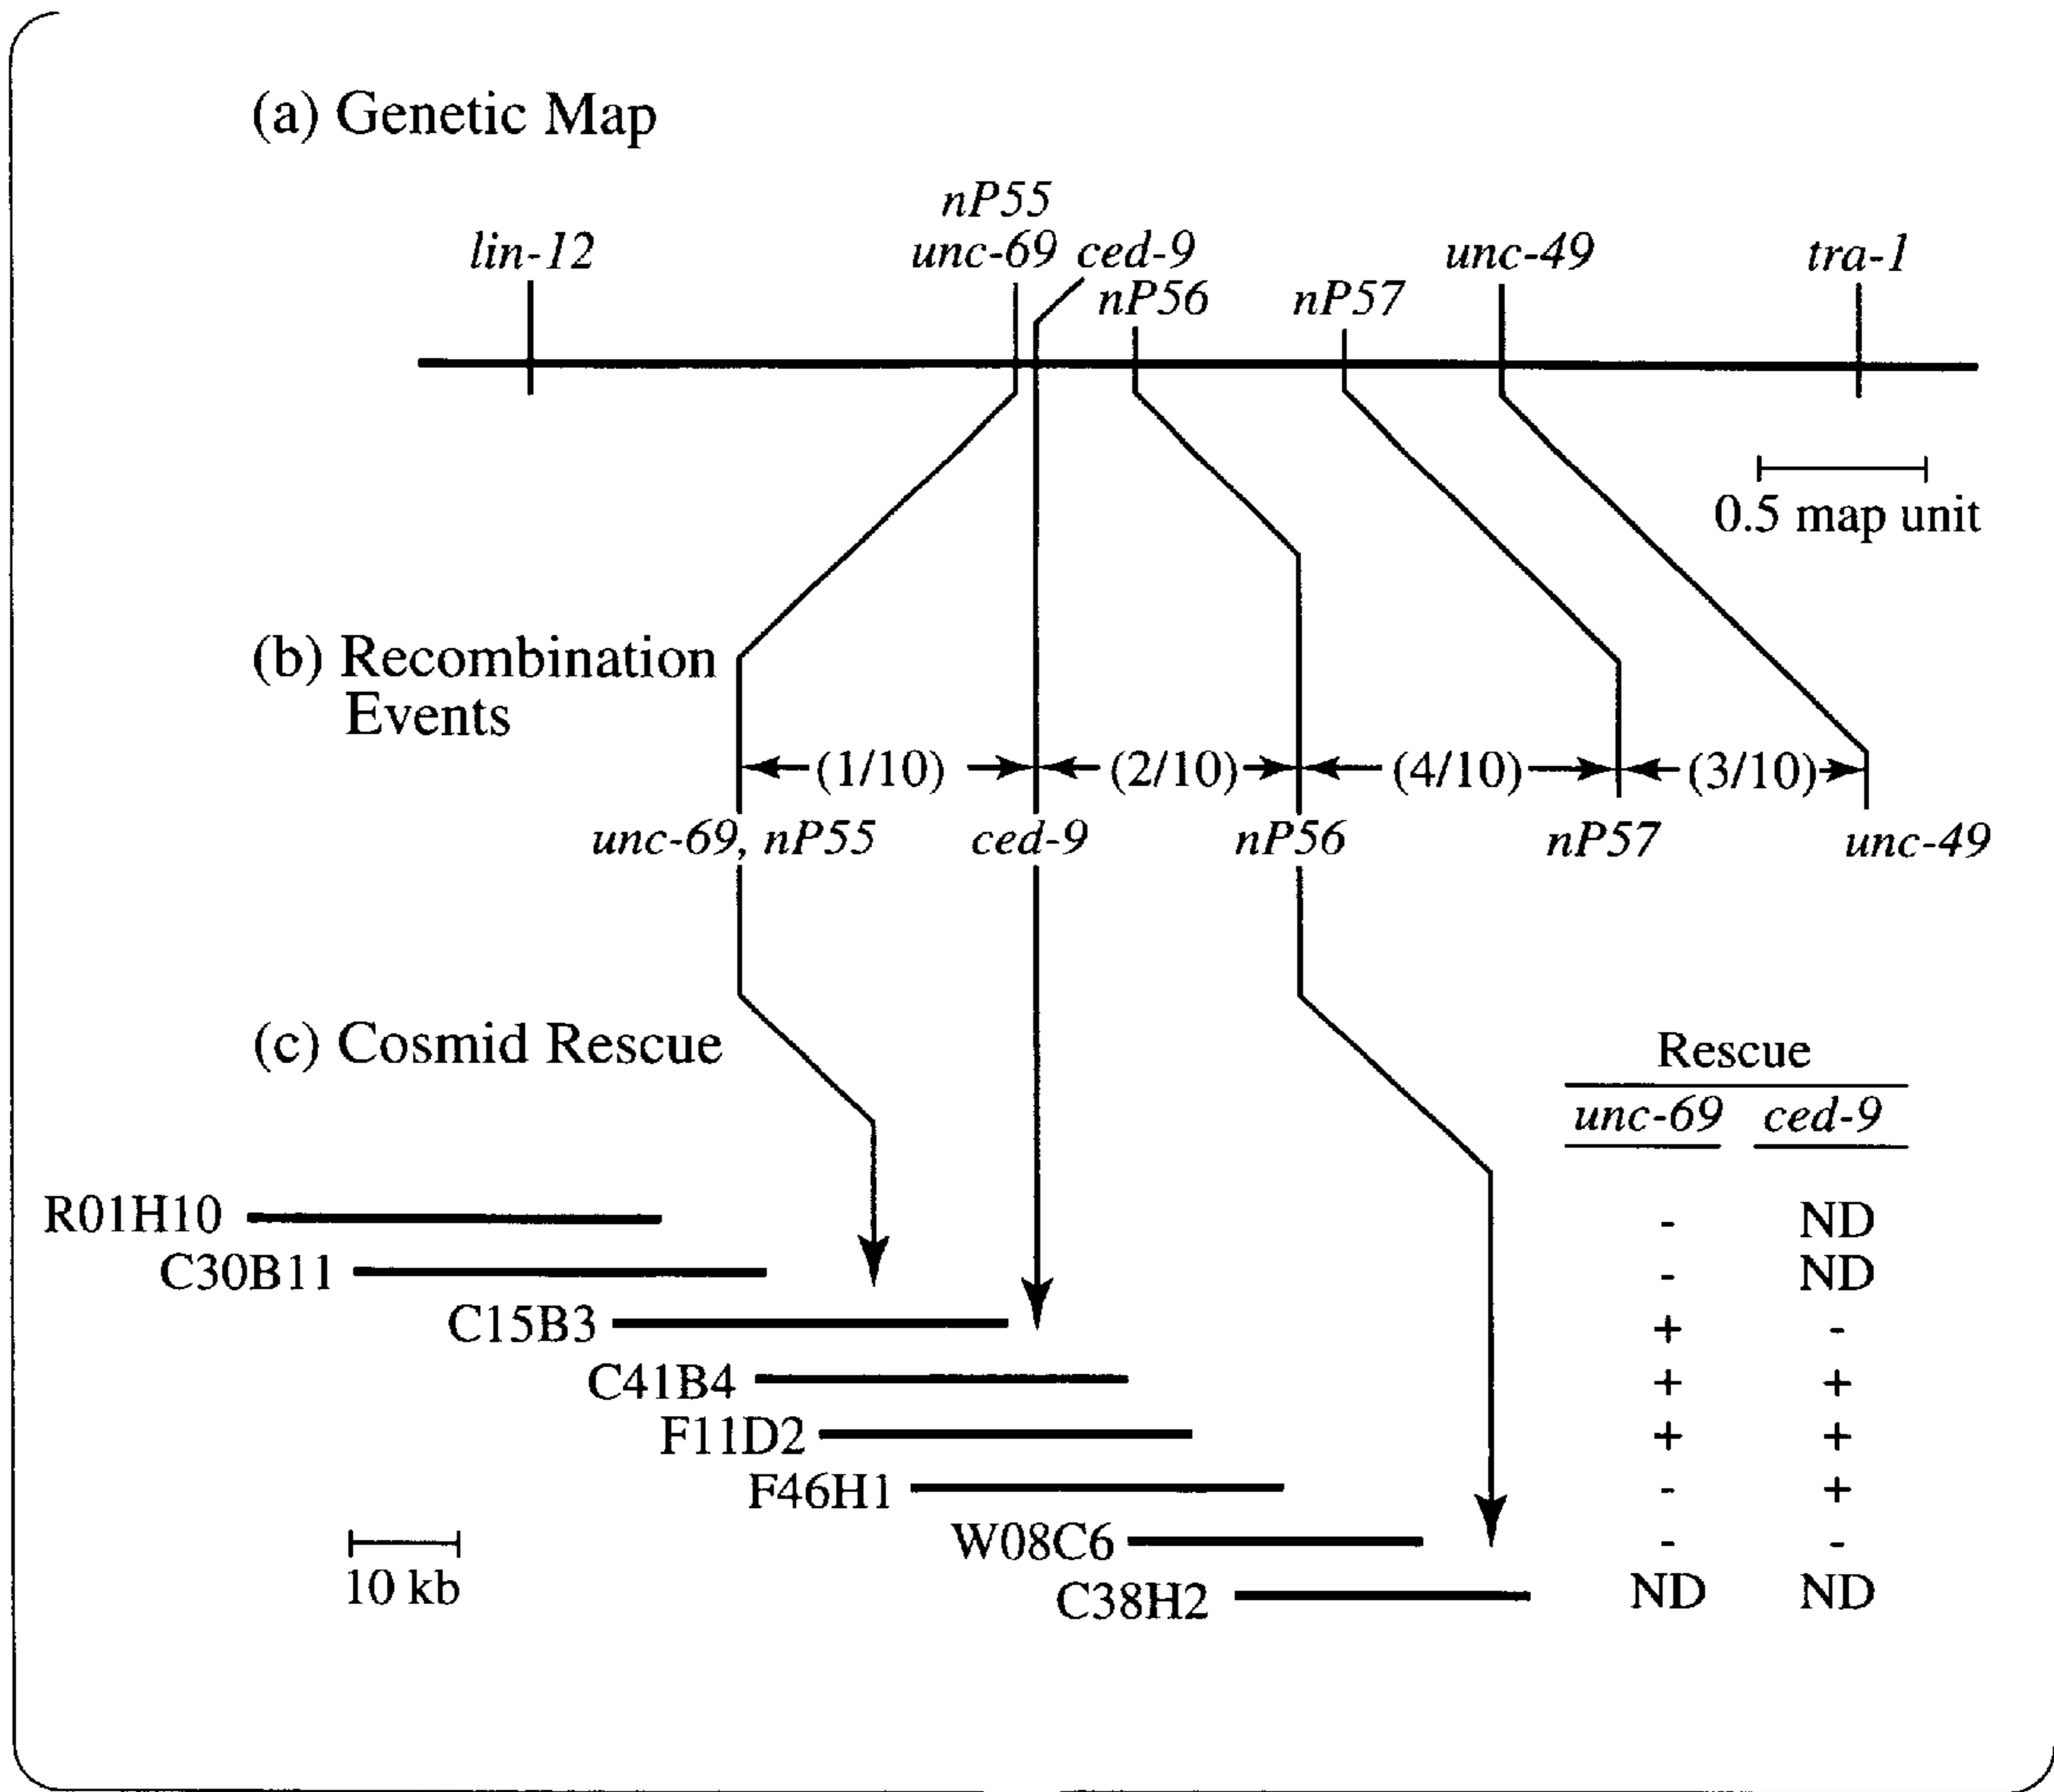 (a) Genetic Map
nP55
lin-12 unc-69 ced-9 unc-49 tra-1
nP56 nP57
0.5 map unit
(b) Recombination
Events
(1/10) (2/10) (4/10) (3/10)
unc-69, nP55 ced-9 nP56 nP57 unc-49
(c) Cosmid Rescue
Rescue
unc-69 ced-9
R01H10 - ND
C30B11 - ND
C15B3 + -
C41B4 + +
F11D2 + +
F46H1 - +
W08C6 - -
10 kb
C38H2 ND ND